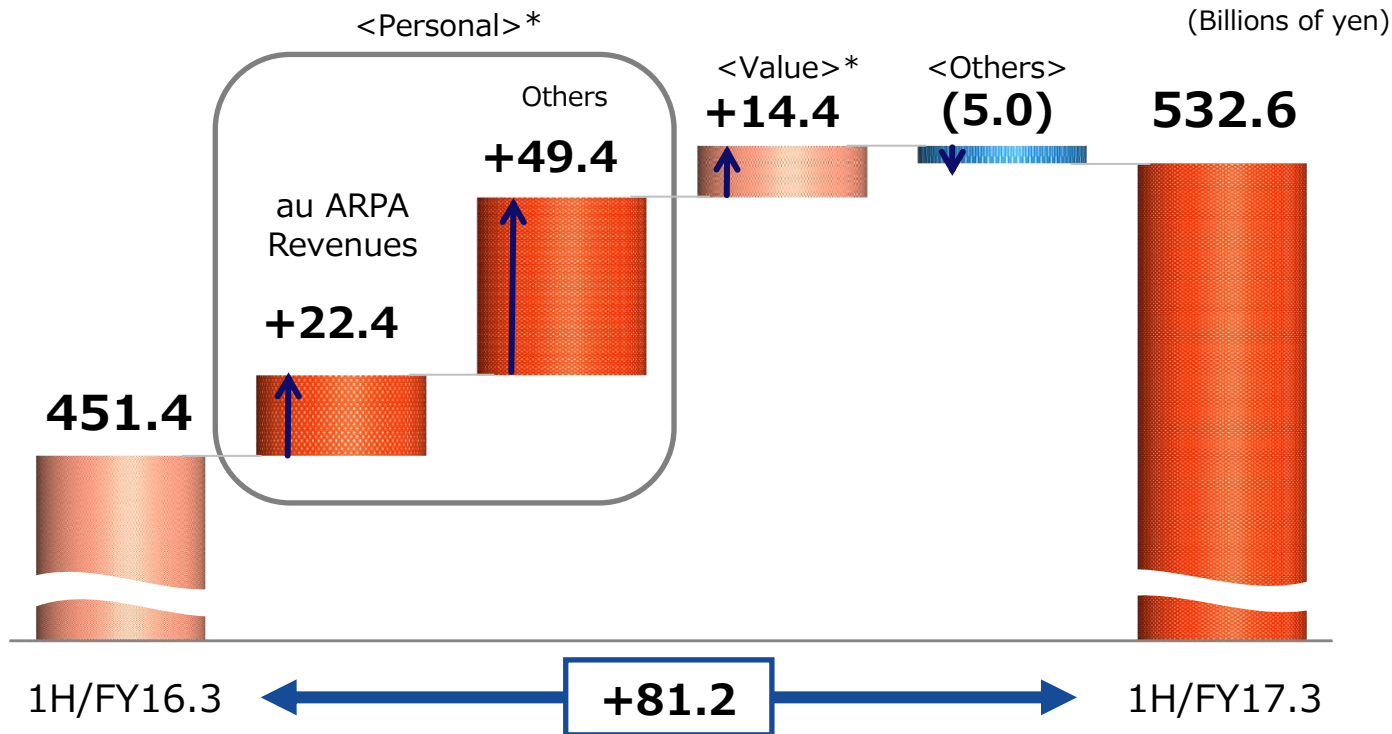 (Billions of yen)
<Personal>*
Others
+49.4
au ARPA
Revenues
+22.4
<Value>*
+14.4
<Others>
(5.0)
532.6
451.4
1H/FY16.3
+81.2
1H/FY17.3